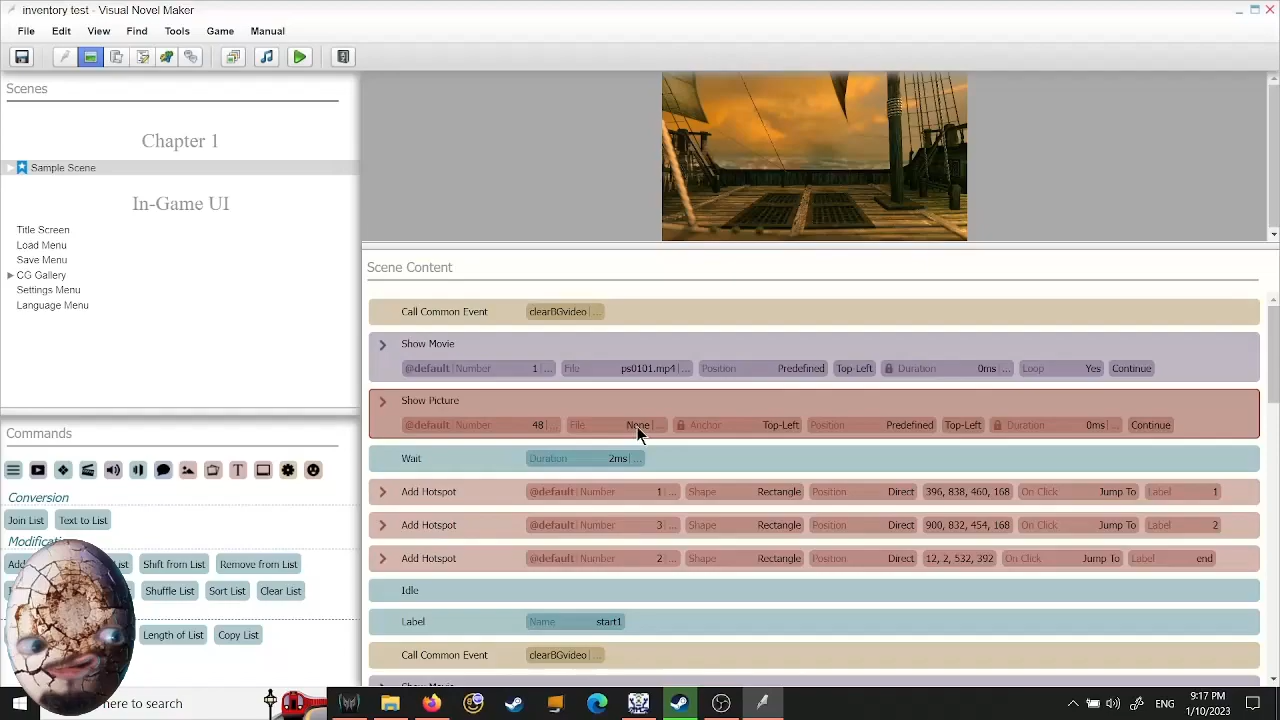 inventory test - Visual Novel Maker
File Edit View Find Tools Game Manual
Scenes
Chapter 1
Sample Scene
In-Game UI
Title Screen
Load Menu
Save Menu
CG Gallery
Settings Menu
Language Menu
Commands
T
Conversion
Join List Text to List
Shift from List Remove from List
Shuffle List Sort List Clear List
Length of List Copy List
Scene Content
Call Common Event clearBGvideo ...
Show Movie
@default Number 1 ... File ps0101.mp4 ... Position Predefined Top Left Duration 0ms ... Loop Yes Continue
Show Picture
@default Number 48 ... File None ... Anchor Top-Left Position Predefined Top-Left Duration 0ms ... Continue
Wait Duration 2ms ...
Add Hotspot @default Number 1 ... Shape Rectangle Position Direct 396, 838, 460, 168 On Click Jump To Label 1
Add Hotspot @default Number 3 ... Shape Rectangle Position Direct 900, 832, 454, 168 On Click Jump To Label 2
Add Hotspot @default Number 2 ... Shape Rectangle Position Direct 12, 2, 532, 392 On Click Jump To Label end
Idle
Label Name start1
Call Common Event clearBGvideo ...
here to search
ENG
9:17 PM
1/10/2023